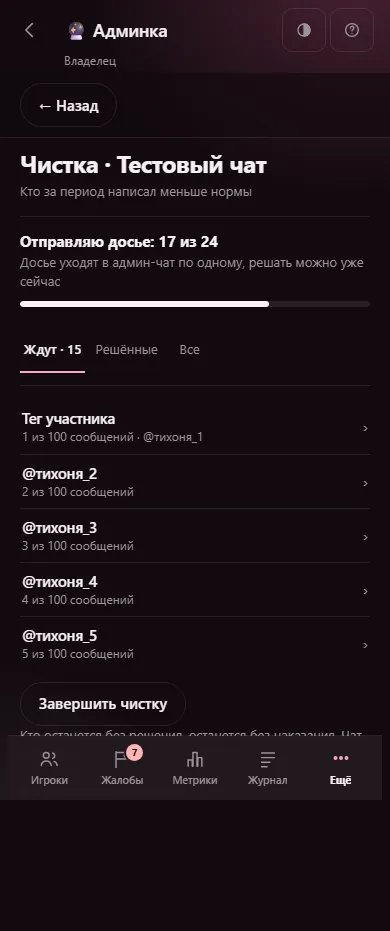 Админка
Владелец
← Назад
Чистка · Тестовый чат
Кто за период написал меньше нормы
Отправляю досье: 17 из 24
Досье уходят в админ-чат по одному, решать можно уже
сейчас
Ждут · 15 Решённые Все
Тег участника
1 из 100 сообщений · @тихоня_1
@тихоня_2
2 из 100 сообщений
@тихоня_3
3 из 100 сообщений
@тихоня_4
4 из 100 сообщений
@тихоня_5
5 из 100 сообщений
Завершить чистку
Кто останется без решения, останется без наказания. Чат
7
Игроки Жалобы Метрики Журнал Ещё